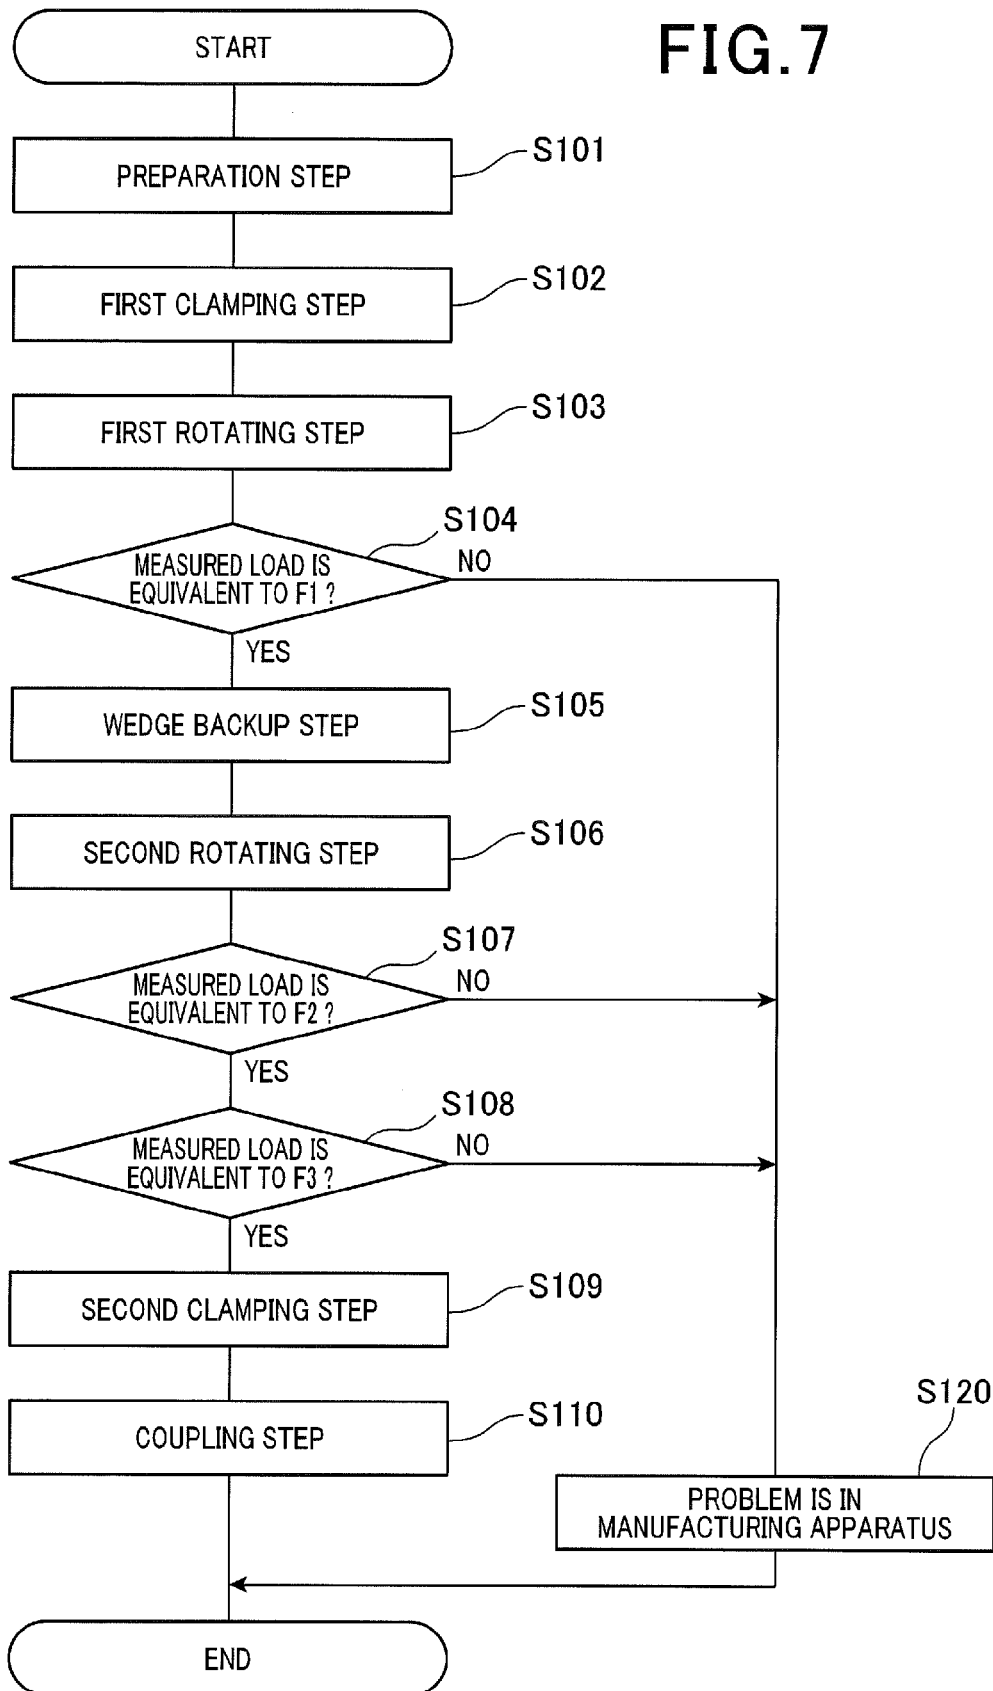 FIG.7
START
PREPARATION STEP
S101
FIRST CLAMPING STEP
S102
FIRST ROTATING STEP
S103
S104
MEASURED LOAD IS
EQUIVALENT TO F1 ?
NO
YES
WEDGE BACKUP STEP
S105
SECOND ROTATING STEP
S106
S107
MEASURED LOAD IS
EQUIVALENT TO F2 ?
NO
YES
S108
MEASURED LOAD IS
EQUIVALENT TO F3 ?
NO
YES
SECOND CLAMPING STEP
S109
COUPLING STEP
S110
S120
PROBLEM IS IN
MANUFACTURING APPARATUS
END